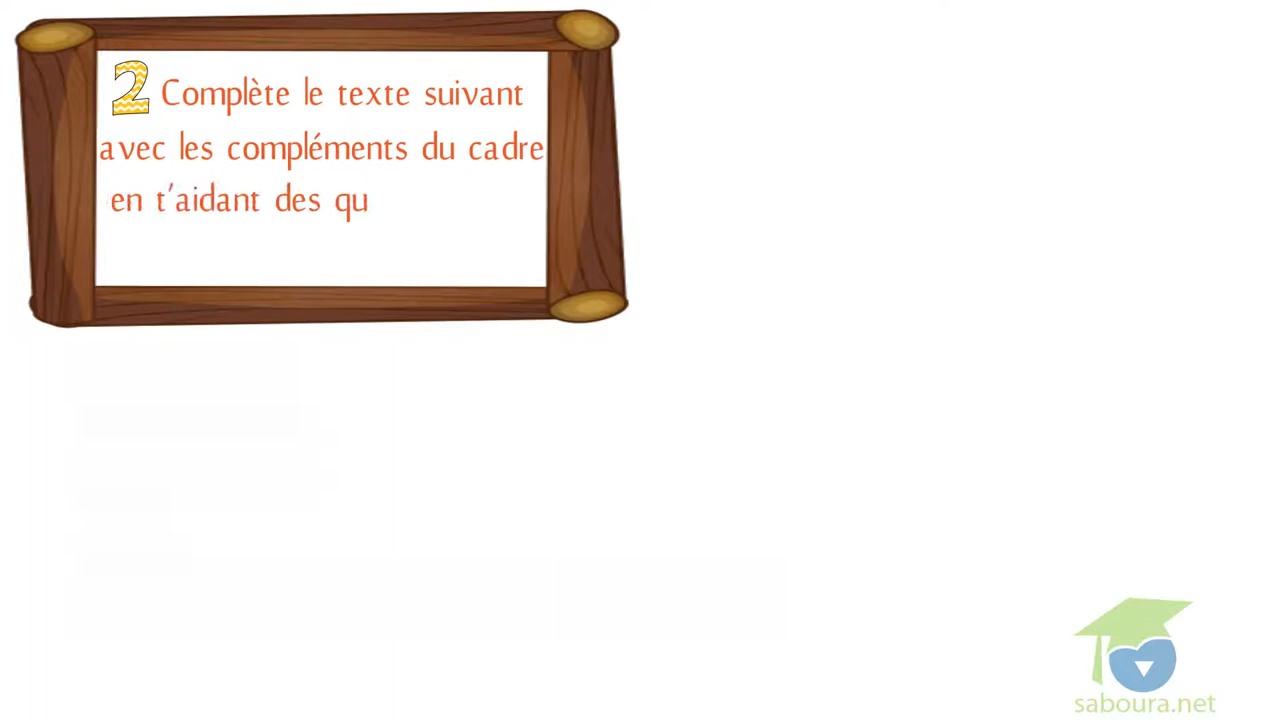 2 Complète le texte suivant
avec les compléments du cadre
en t'aidant des qu
saboura.net